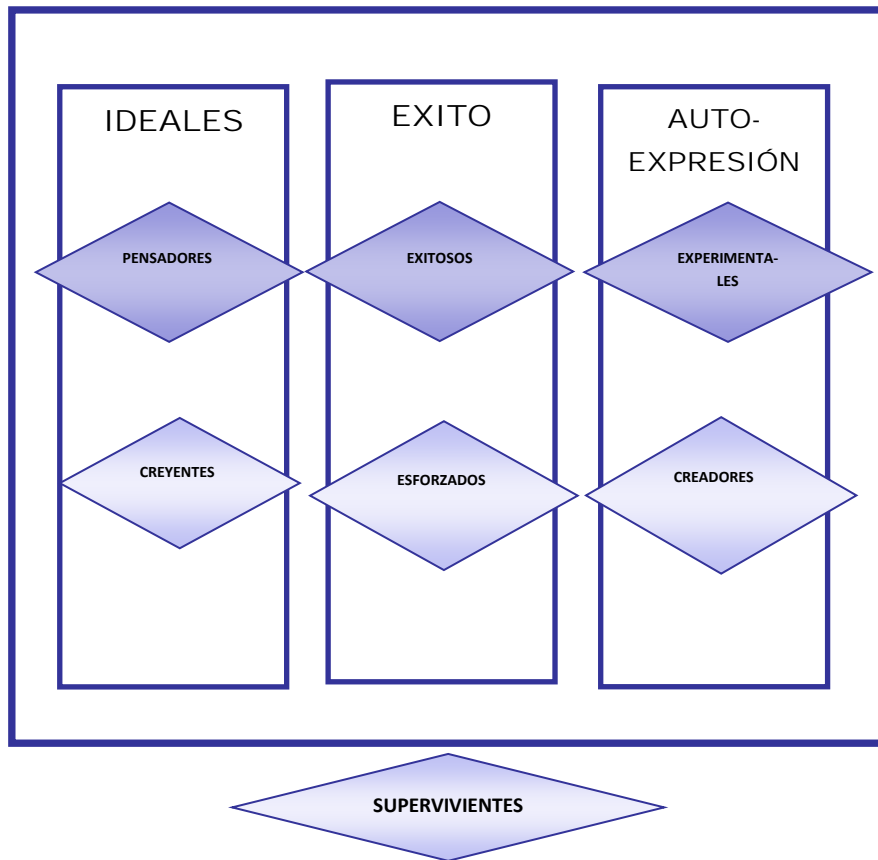 IDEALES
EXITO
AUTO-
EXPRESIÓN
PENSADORES
EXITOSOS
EXPERIMENTA-
LES
CREYENTES
ESFORZADOS
CREADORES
SUPERVIVIENTES